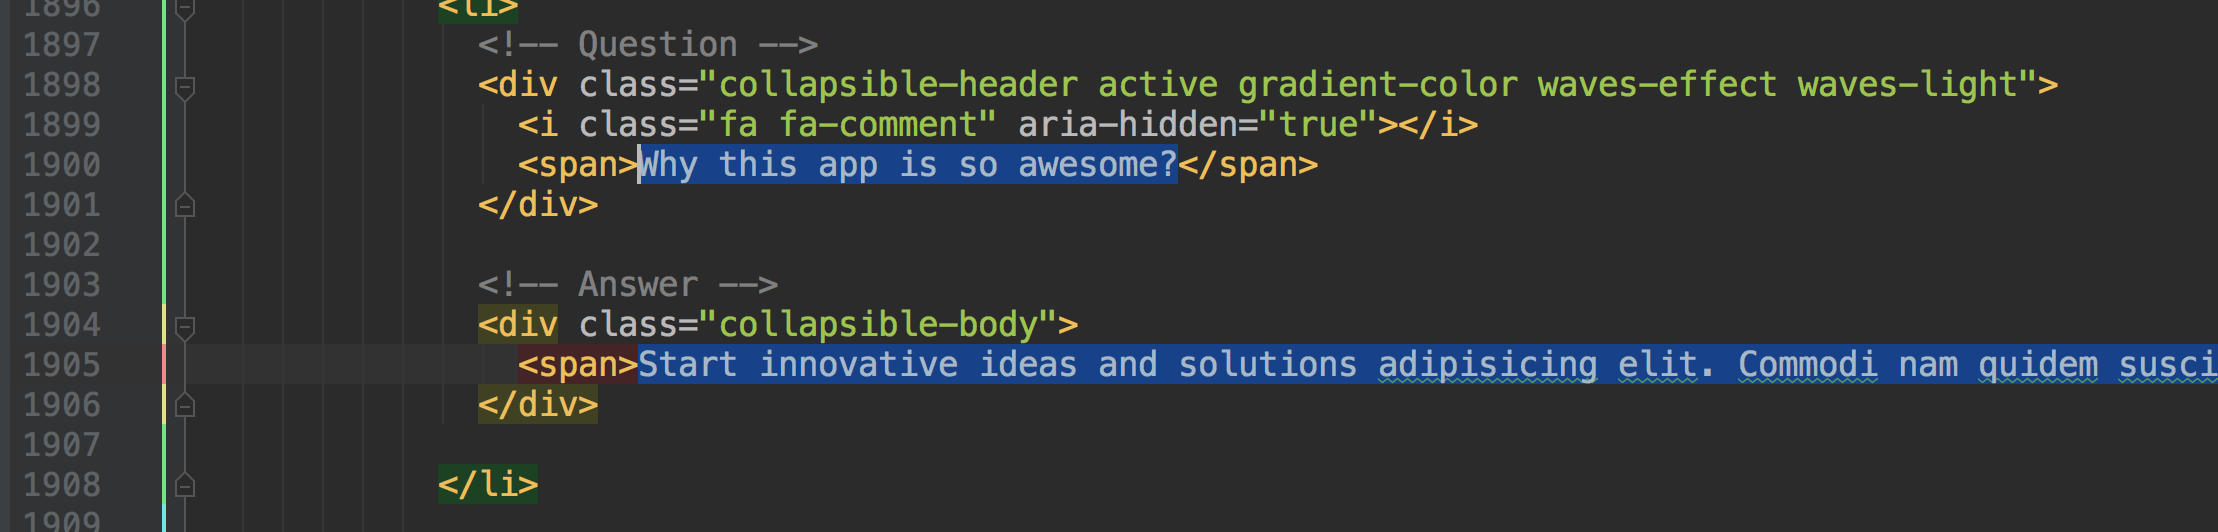 1896 <li>
1897 <!-- Question -->
1898 <div class="collapsible-header active gradient-color waves-effect waves-light">
1899 <i class="fa fa-comment" aria-hidden="true"></i>
1900 <span>Why this app is so awesome?</span>
1901 </div>
1902
1903 <!-- Answer -->
1904 <div class="collapsible-body">
1905 <span>Start innovative ideas and solutions adipisicing elit. Commodi nam quidem susci
1906 </div>
1907
1908 </li>
1909